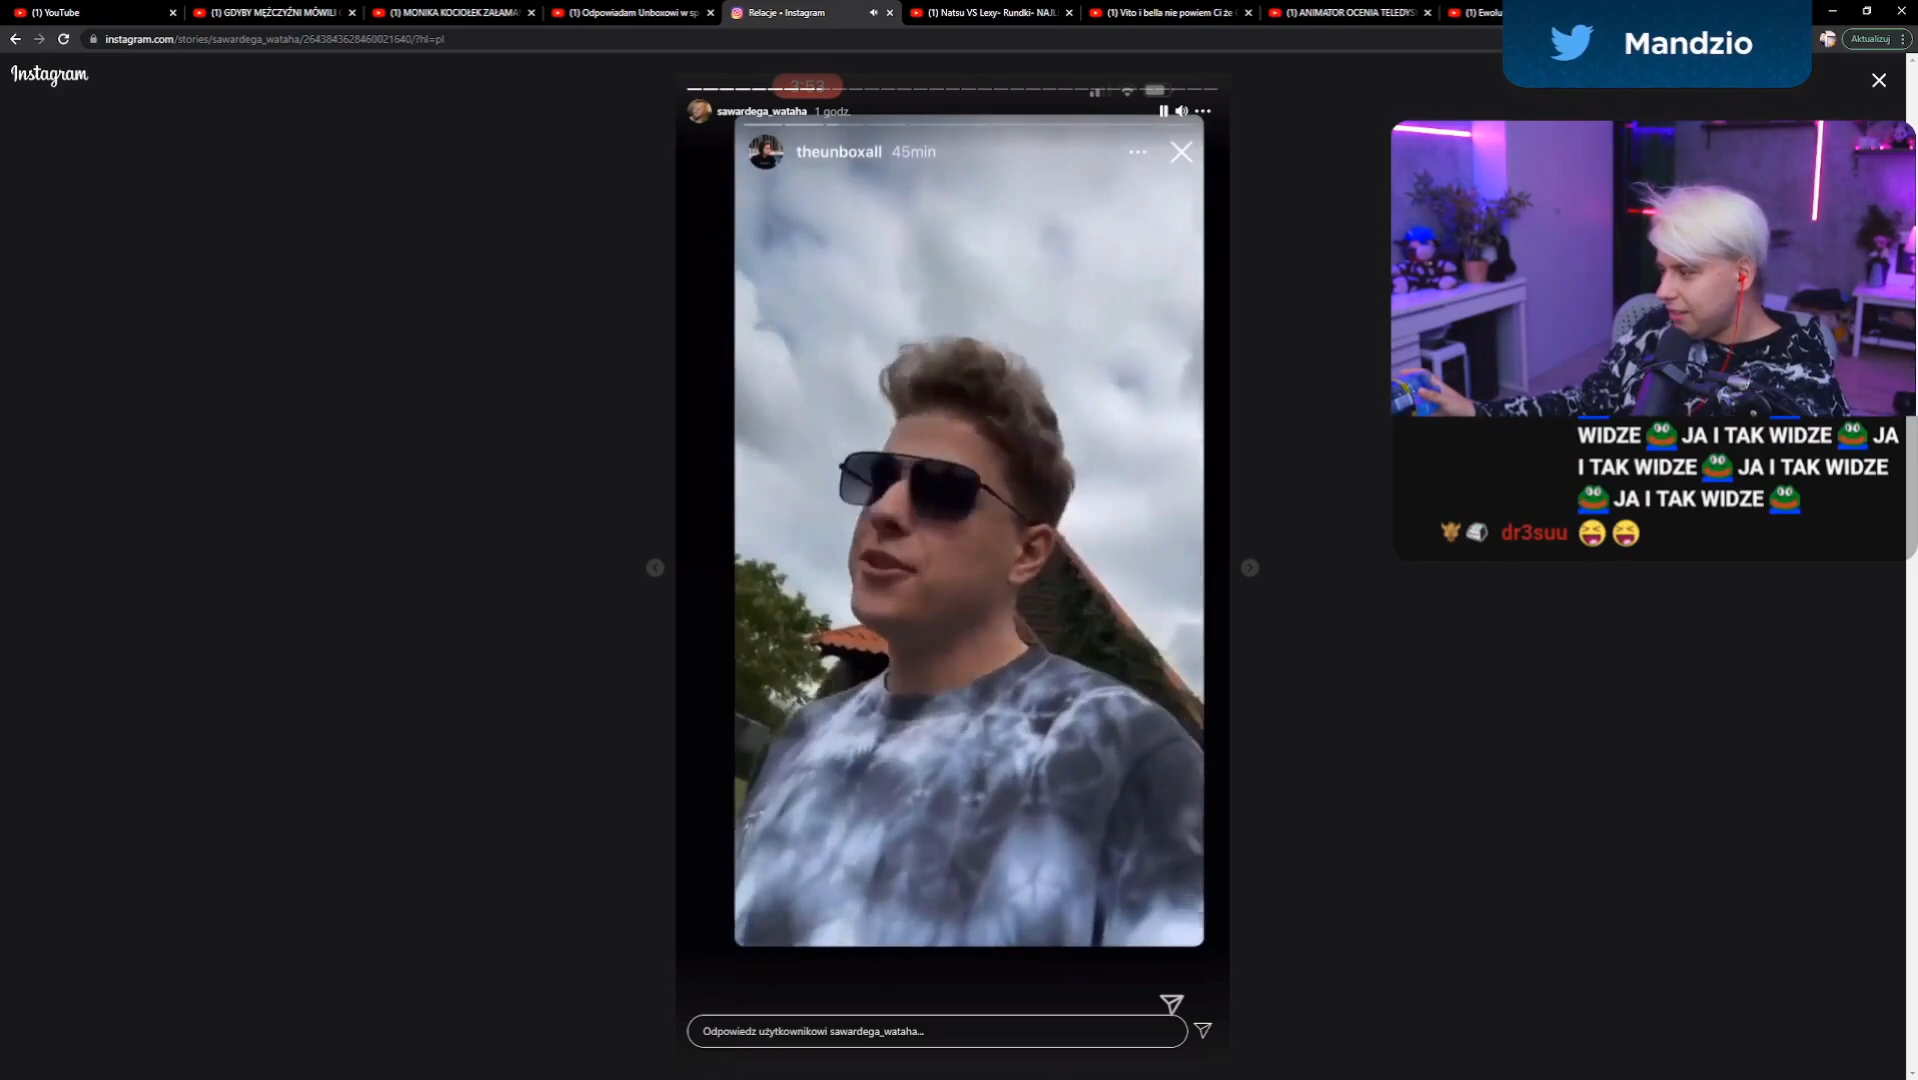 (1) YouTube
(1) GDYBY MĘŻCZYŹNI MÓWILI
(1) MONIKA KOCIOŁEK ZAŁAMA
(1) Odpowiadam Unboxowi w sp
Relacje • Instagram
(1) Natsu VS Lexy- Rundki- NAJL
(1) Vito i bella nie powiem Ci że
(1) ANIMATOR OCENIA TELEDYS
(1) Ewolu
instagram.com/stories/sawardega_wataha/2643843628460021640/?hl=pl
Aktualizuj
Mandzio
Instagram
3:53
sawardega_wataha 1 godz.
theunboxall 45min
WIDZE JA I TAK WIDZE JA
I TAK WIDZE JA I TAK WIDZE
JA I TAK WIDZE
dr3suu
Odpowiedz użytkownikowi sawardega_wataha...